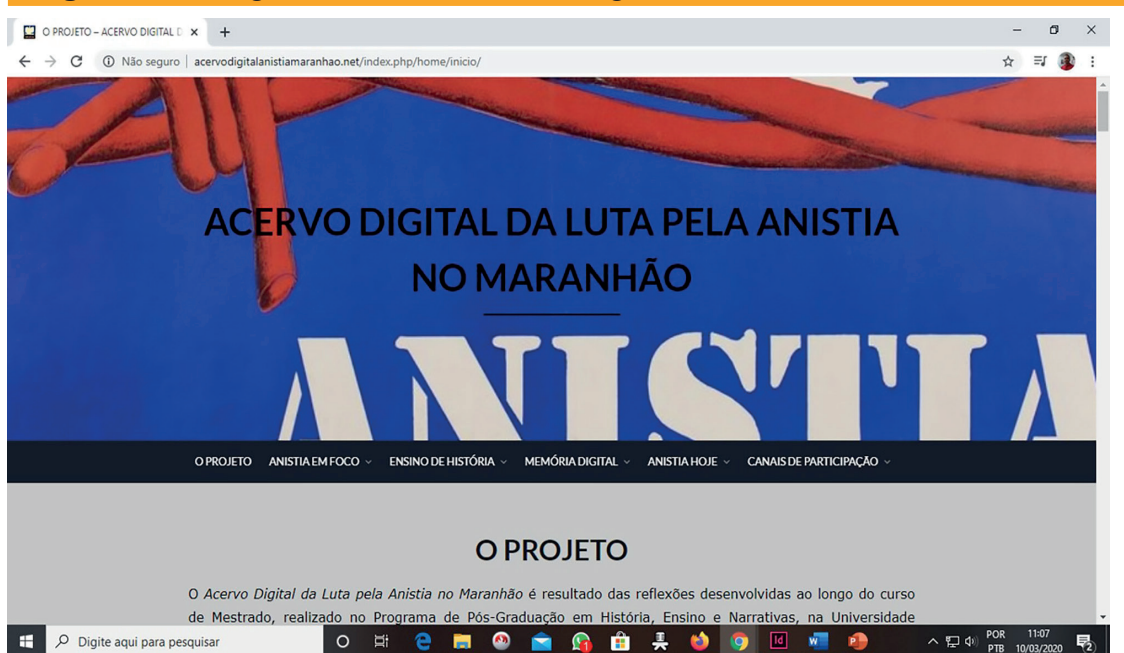 O PROJETO – ACERVO DIGITAL D
Não seguro | acervodigitalanistiamaranhao.net/index.php/home/inicio/
ACERVO DIGITAL DA LUTA PELA ANISTIA
NO MARANHÃO
ANISTIA
O PROJETO ANISTIA EM FOCO ENSINO DE HISTÓRIA MEMÓRIA DIGITAL ANISTIA HOJE CANAIS DE PARTICIPAÇÃO
O PROJETO
O Acervo Digital da Luta pela Anistia no Maranhão é resultado das reflexões desenvolvidas ao longo do curso
de Mestrado, realizado no Programa de Pós-Graduação em História, Ensino e Narrativas, na Universidade
Digite aqui para pesquisar
POR 11:07
PTB 10/03/2020